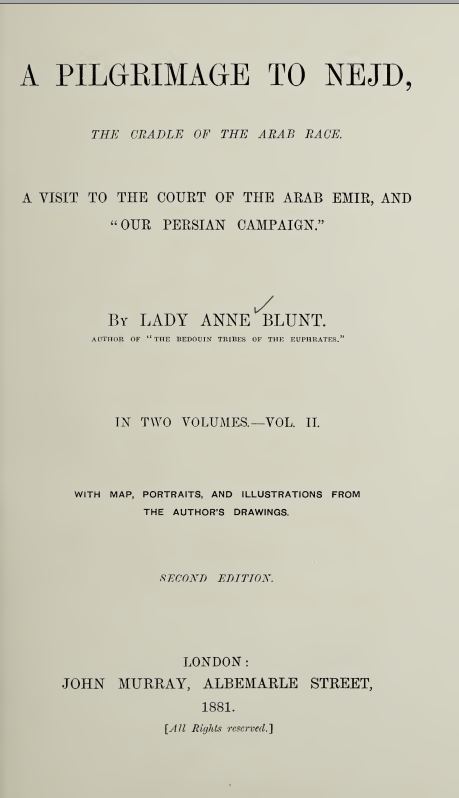 A PILGRIMAGE TO NEJD,
THE CRADLE OF THE ARAB RACE.
A VISIT TO THE COURT OF THE ARAB EMIR, AND
“OUR PERSIAN CAMPAIGN.”
By LADY ANNE BLUNT.
AUTHOR OF “THE BEDOUIN TRIBES OF THE EUPHRATES.”
IN TWO VOLUMES.—VOL. II.
WITH MAP, PORTRAITS, AND ILLUSTRATIONS FROM
THE AUTHOR'S DRAWINGS.
SECOND EDITION.
LONDON:
JOHN MURRAY, ALBEMARLE STREET,
1881.
[All Rights reserved.]